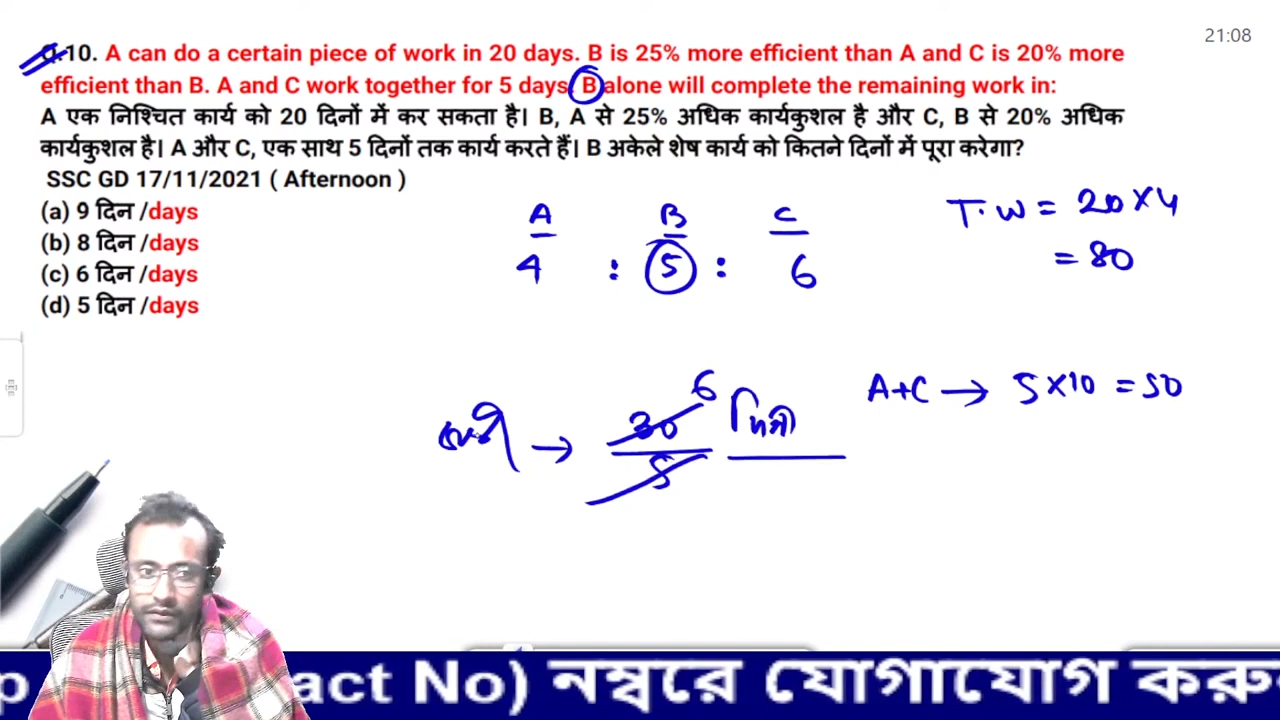 21:08
Q.10. A can do a certain piece of work in 20 days. B is 25% more efficient than A and C is 20% more
efficient than B. A and C work together for 5 days. B alone will complete the remaining work in:
A एक निश्चित कार्य को 20 दिनों में कर सकता है। B, A से 25% अधिक कार्यकुशल है और C, B से 20% अधिक
कार्यकुशल है। A और C, एक साथ 5 दिनों तक कार्य करते हैं। B अकेले शेष कार्य को कितने दिनों में पूरा करेगा?
SSC GD 17/11/2021 ( Afternoon )
(a) 9 दिन /days
(b) 8 दिन /days
(c) 6 दिन /days
(d) 5 दिन /days
A B C
4 : 5 : 6
T.W = 20×4
= 80
A+C → 5×10 = 50
→ 30 6
5
act No) নম্বরে যোগাযোগ